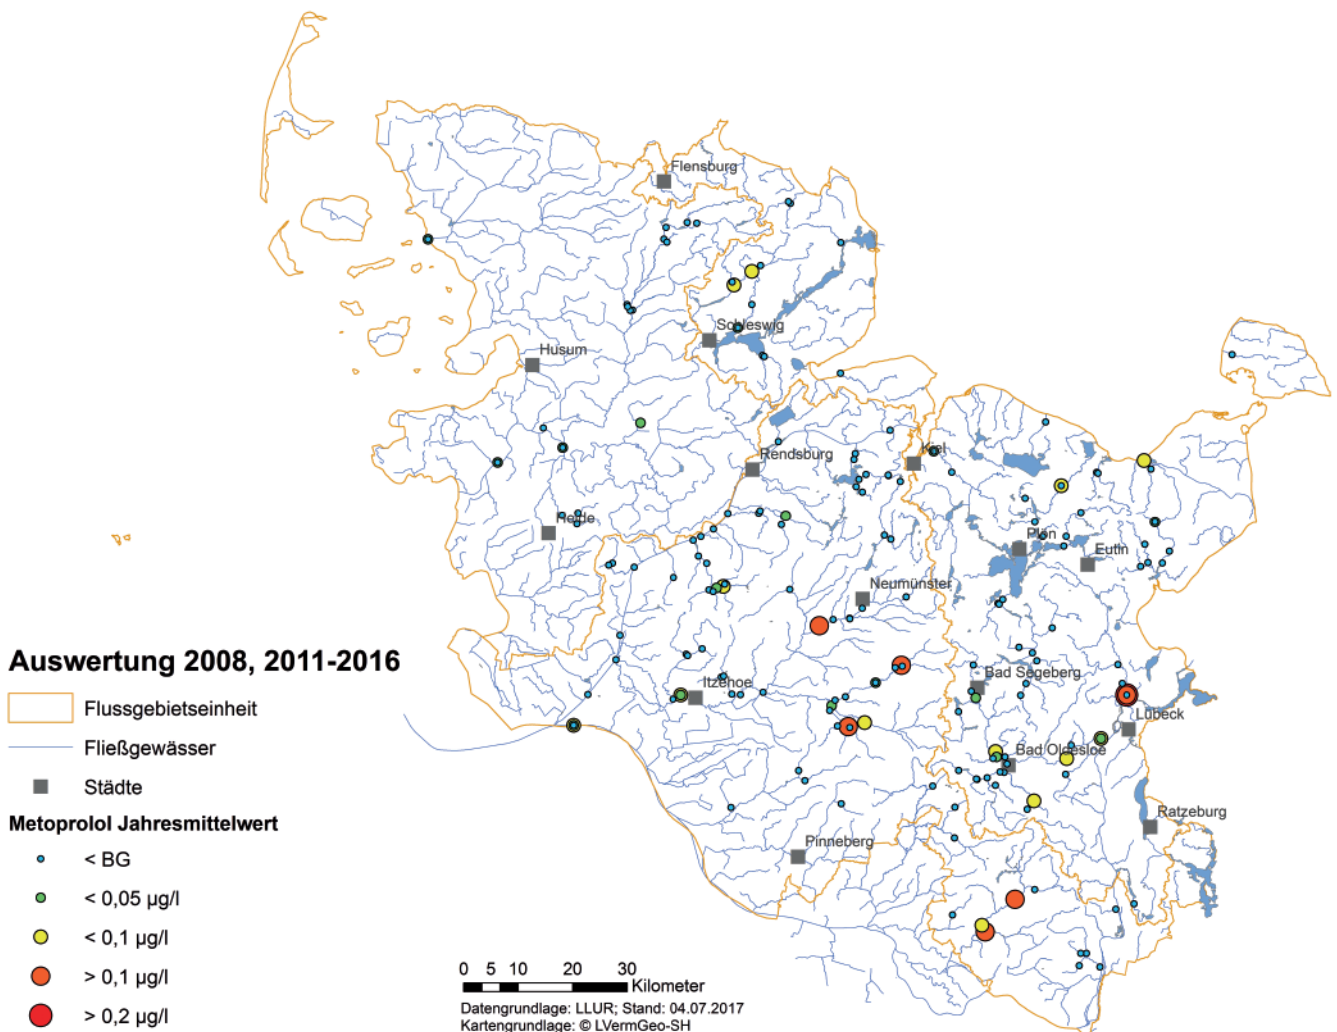 Flensburg
Schleswig
Husum
Rendsburg
Kiel
Heide
Plön
Eutin
Neumünster
Auswertung 2008, 2011-2016
Flussgebietseinheit
Fließgewässer
Städte
Metoprolol Jahresmittelwert
< BG
< 0,05 µg/l
< 0,1 µg/l
> 0,1 µg/l
> 0,2 µg/l
Itzehoe
Bad Segeberg
Lübeck
Bad Oldesloe
Ratzeburg
Pinneberg
0 5 10 20 30
Kilometer
Datengrundlage: LLUR; Stand: 04.07.2017
Kartengrundlage: © LVermGeo-SH